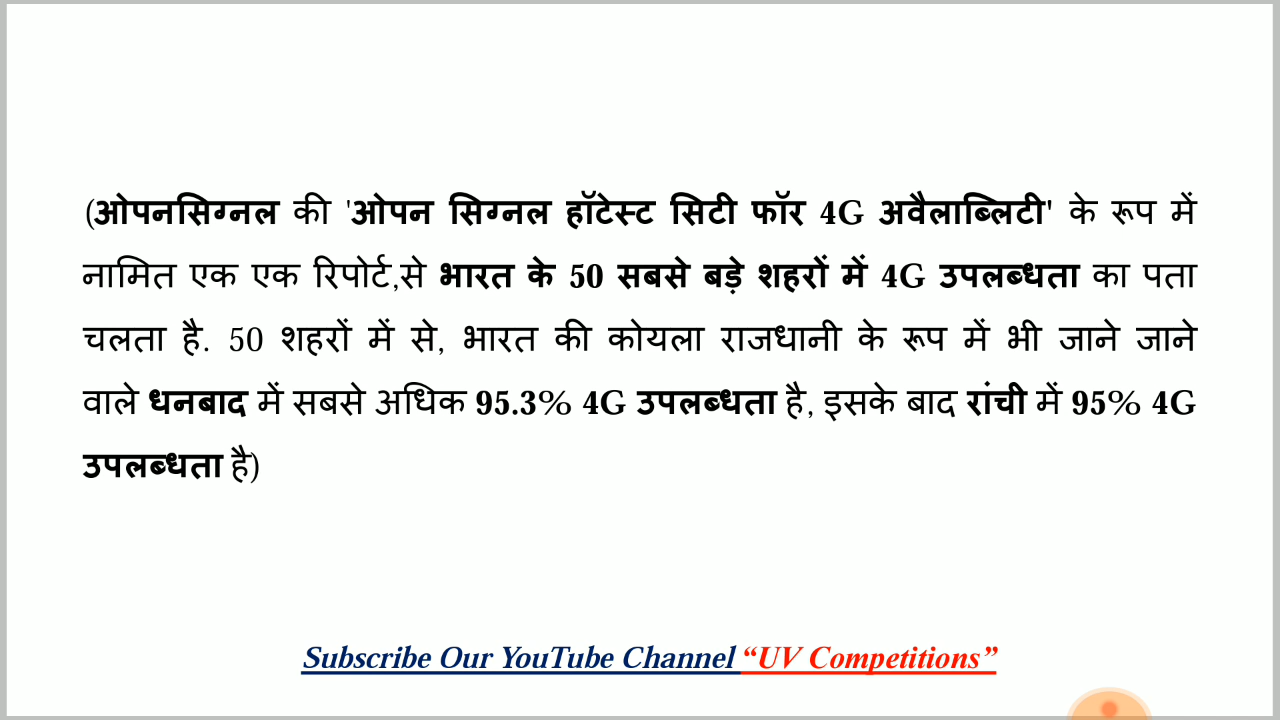 (ओपनसिग्नल की 'ओपन सिग्नल हॉटेस्ट सिटी फॉर 4G अवैलाब्लिटी' के रूप में
नामित एक एक रिपोर्ट,से भारत के 50 सबसे बड़े शहरों में 4G उपलब्धता का पता
चलता है. 50 शहरों में से, भारत की कोयला राजधानी के रूप में भी जाने जाने
वाले धनबाद में सबसे अधिक 95.3% 4G उपलब्धता है, इसके बाद रांची में 95% 4G
उपलब्धता है)
Subscribe Our YouTube Channel “UV Competitions”